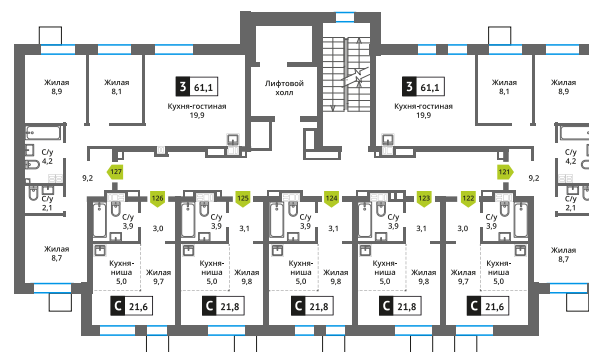 Жилая
8,9
Жилая
8,1
3 61,1
Кухня-гостиная
19,9
Лифтовой
холл
3 61,1
Кухня-гостиная
19,9
Жилая
8,1
Жилая
8,9
С/у
4,2
9,2
127
С/у
2,1
Жилая
8,7
121
9,2
С/у
4,2
С/у
2,1
Жилая
8,7
126
125
124
123
122
С/у
3,9
3,0
С/у
3,9
3,1
С/у
3,9
3,1
С/у
3,9
3,1
3,0
С/у
3,9
Кухня-
ниша
5,0
Жилая
9,7
Кухня-
ниша
5,0
Жилая
9,8
Кухня-
ниша
5,0
Жилая
9,8
Кухня-
ниша
5,0
Жилая
9,8
Жилая
9,7
Кухня-
ниша
5,0
С 21,6
С 21,8
С 21,8
С 21,8
С 21,6